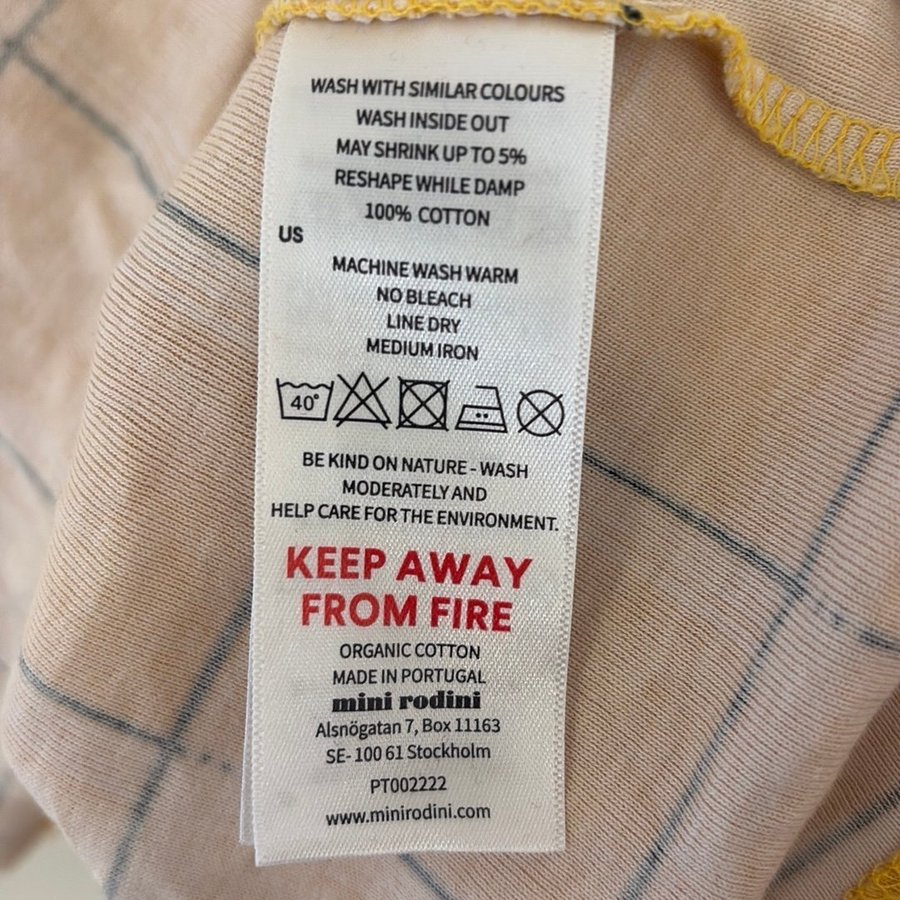 WASH WITH SIMILAR COLOURS
WASH INSIDE OUT
MAY SHRINK UP TO 5%
RESHAPE WHILE DAMP
100% COTTON
US
MACHINE WASH WARM
NO BLEACH
LINE DRY
MEDIUM IRON
40°
BE KIND ON NATURE - WASH
MODERATELY AND
HELP CARE FOR THE ENVIRONMENT.
KEEP AWAY
FROM FIRE
ORGANIC COTTON
MADE IN PORTUGAL
mini rodini
Alsnögatan 7, Box 11163
SE- 100 61 Stockholm
PT002222
www.minirodini.com